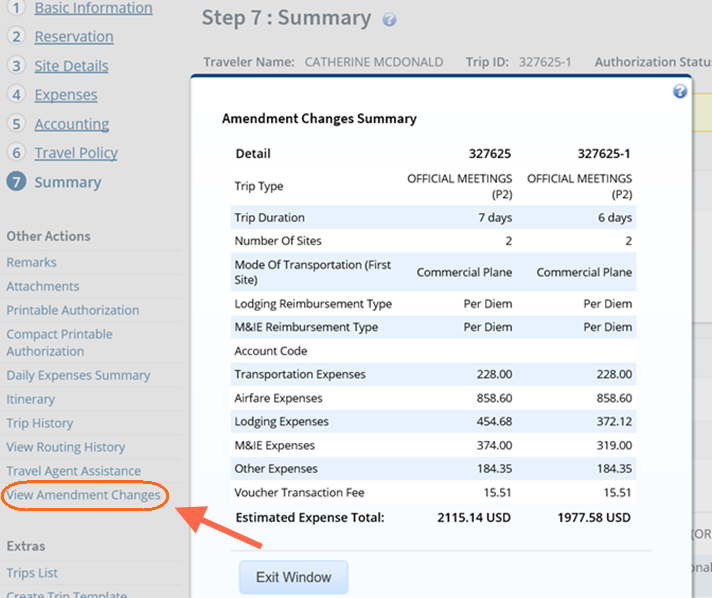 1 Basic Information
2 Reservation
3 Site Details
4 Expenses
5 Accounting
6 Travel Policy
7 Summary
Other Actions
Remarks
Attachments
Printable Authorization
Compact Printable
Authorization
Daily Expenses Summary
Itinerary
Trip History
View Routing History
Travel Agent Assistance
View Amendment Changes
Extras
Trips List
Create Trip Template
Step 7 : Summary ?
Traveler Name: CATHERINE MCDONALD Trip ID: 327625-1 Authorization Status
?
Amendment Changes Summary
Detail 327625 327625-1
Trip Type OFFICIAL MEETINGS (P2) OFFICIAL MEETINGS (P2)
Trip Duration 7 days 6 days
Number Of Sites 2 2
Mode Of Transportation (First Site) Commercial Plane Commercial Plane
Lodging Reimbursement Type Per Diem Per Diem
M&IE Reimbursement Type Per Diem Per Diem
Account Code
Transportation Expenses 228.00 228.00
Airfare Expenses 858.60 858.60
Lodging Expenses 454.68 372.12
M&IE Expenses 374.00 319.00
Other Expenses 184.35 184.35
Voucher Transaction Fee 15.51 15.51
Estimated Expense Total: 2115.14 USD 1977.58 USD
Exit Window
(OR